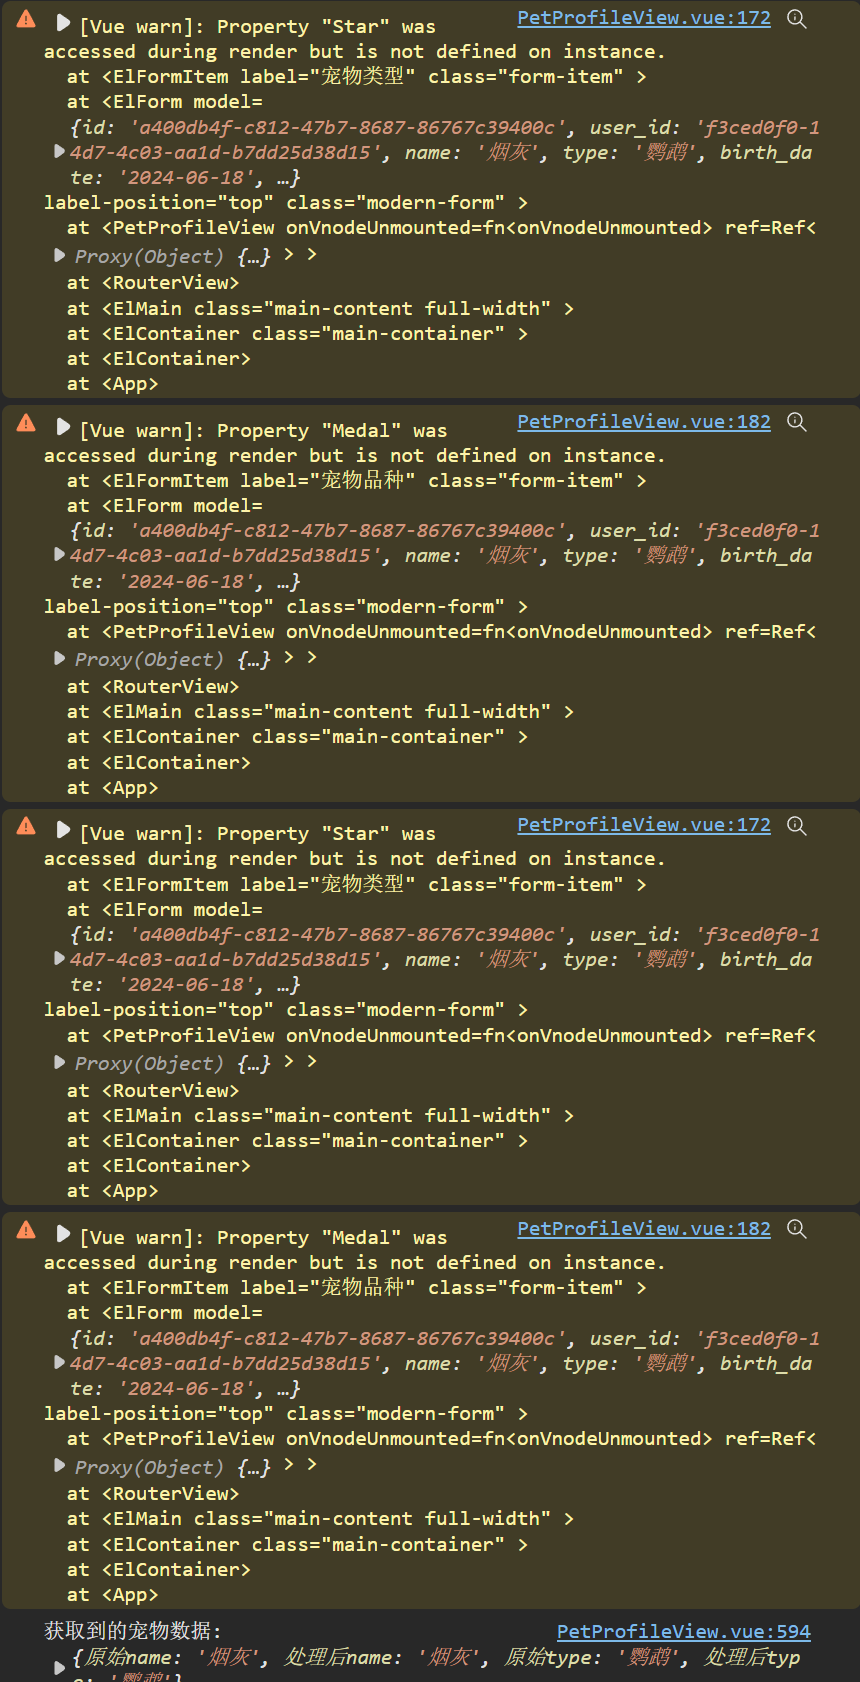 [Vue warn]: Property "Star" was PetProfileView.vue:172
accessed during render but is not defined on instance.
at <ElFormItem label="宠物类型" class="form-item" >
at <ElForm model=
{id: 'a400db4f-c812-47b7-8687-86767c39400c', user_id: 'f3ced0f0-1
4d7-4c03-aa1d-b7dd25d38d15', name: '烟灰', type: '鹦鹉', birth_da
te: '2024-06-18', …}
label-position="top" class="modern-form" >
at <PetProfileView onVnodeUnmounted=fn<onVnodeUnmounted> ref=Ref<
Proxy(Object) {…} > >
at <RouterView>
at <ElMain class="main-content full-width" >
at <ElContainer class="main-container" >
at <ElContainer>
at <App>
[Vue warn]: Property "Medal" was PetProfileView.vue:182
accessed during render but is not defined on instance.
at <ElFormItem label="宠物品种" class="form-item" >
at <ElForm model=
{id: 'a400db4f-c812-47b7-8687-86767c39400c', user_id: 'f3ced0f0-1
4d7-4c03-aa1d-b7dd25d38d15', name: '烟灰', type: '鹦鹉', birth_da
te: '2024-06-18', …}
label-position="top" class="modern-form" >
at <PetProfileView onVnodeUnmounted=fn<onVnodeUnmounted> ref=Ref<
Proxy(Object) {…} > >
at <RouterView>
at <ElMain class="main-content full-width" >
at <ElContainer class="main-container" >
at <ElContainer>
at <App>
[Vue warn]: Property "Star" was PetProfileView.vue:172
accessed during render but is not defined on instance.
at <ElFormItem label="宠物类型" class="form-item" >
at <ElForm model=
{id: 'a400db4f-c812-47b7-8687-86767c39400c', user_id: 'f3ced0f0-1
4d7-4c03-aa1d-b7dd25d38d15', name: '烟灰', type: '鹦鹉', birth_da
te: '2024-06-18', …}
label-position="top" class="modern-form" >
at <PetProfileView onVnodeUnmounted=fn<onVnodeUnmounted> ref=Ref<
Proxy(Object) {…} > >
at <RouterView>
at <ElMain class="main-content full-width" >
at <ElContainer class="main-container" >
at <ElContainer>
at <App>
[Vue warn]: Property "Medal" was PetProfileView.vue:182
accessed during render but is not defined on instance.
at <ElFormItem label="宠物品种" class="form-item" >
at <ElForm model=
{id: 'a400db4f-c812-47b7-8687-86767c39400c', user_id: 'f3ced0f0-1
4d7-4c03-aa1d-b7dd25d38d15', name: '烟灰', type: '鹦鹉', birth_da
te: '2024-06-18', …}
label-position="top" class="modern-form" >
at <PetProfileView onVnodeUnmounted=fn<onVnodeUnmounted> ref=Ref<
Proxy(Object) {…} > >
at <RouterView>
at <ElMain class="main-content full-width" >
at <ElContainer class="main-container" >
at <ElContainer>
at <App>
获取到的宠物数据: PetProfileView.vue:594
{原始name: '烟灰', 处理后name: '烟灰', 原始type: '鹦鹉', 处理后typ
e: '鹦鹉'}